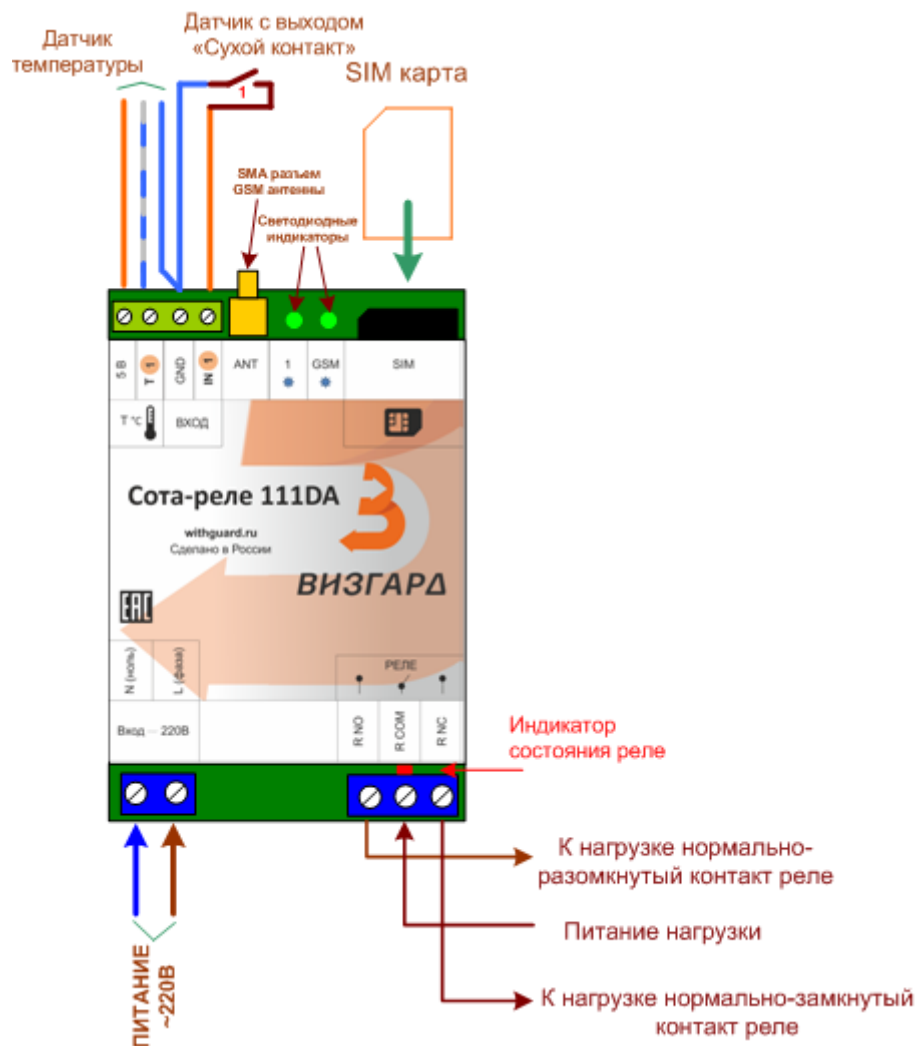 Датчик
температуры
Датчик с выходом
«Сухой контакт»
1
SIM карта
SMA разъем
GSM антенны
Светодиодные
индикаторы
5 В
T 1
GND
IN 1
ANT
1
GSM
SIM
T °C
ВХОД
Сота-реле 111DA
withguard.ru
Сделано в России
ВИЗГАРД
EAC
N (ноль)
L (фаза)
РЕЛЕ
Вход ~ 220В
R NO
R COM
R NC
Индикатор
состояния реле
К нагрузке нормально-
разомкнутый контакт реле
Питание нагрузки
К нагрузке нормально-замкнутый
контакт реле
ПИТАНИЕ
~220В